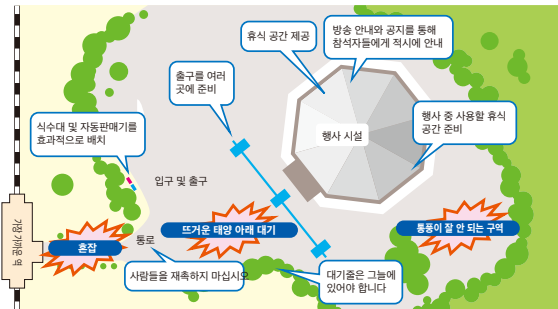 휴식 공간 제공
방송 안내와 공지를 통해
참석자들에게 적시에 안내
출구를 여러
곳에 준비
식수대 및 자동판매기를
효과적으로 배치
행사 시설
행사 중 사용할 휴식
공간 준비
입구 및 출구
가장 가까운 역
혼잡
통로
뜨거운 태양 아래 대기
통풍이 잘 안 되는 구역
사람들을 재촉하지 마십시오
대기줄은 그늘에
있어야 합니다